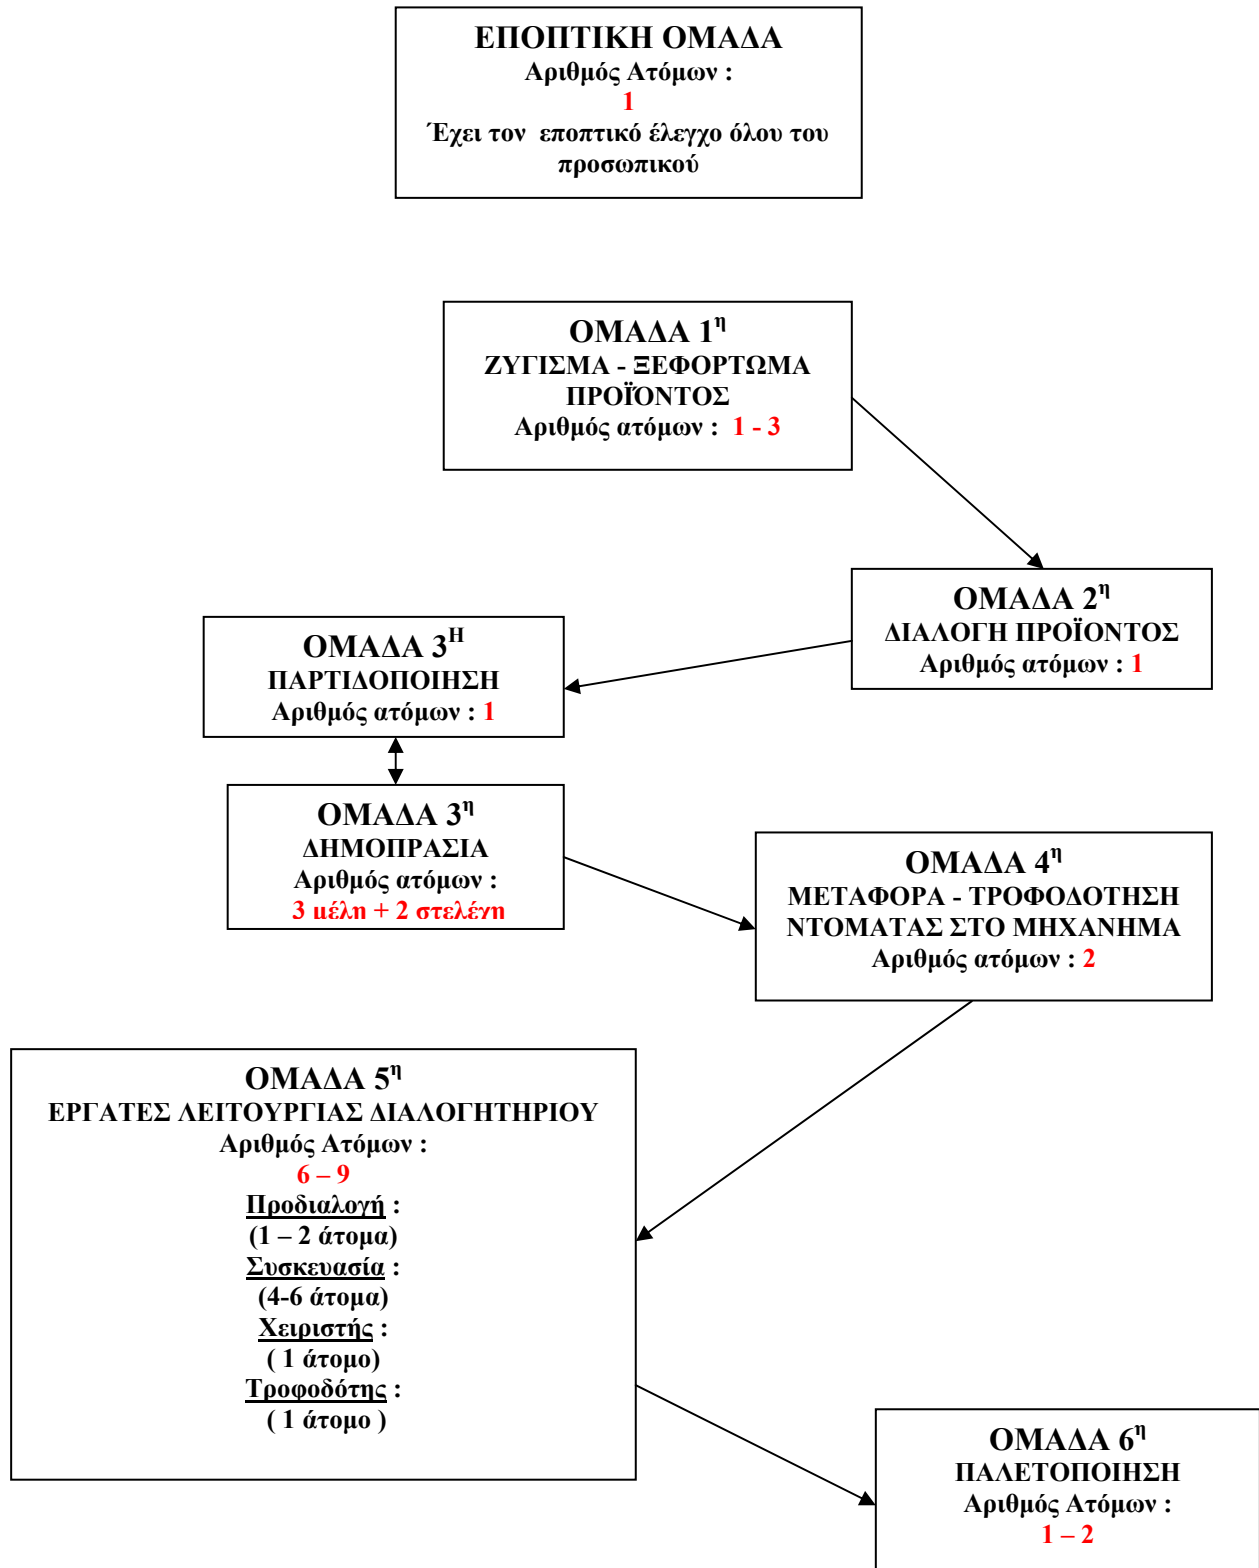 ΕΠΟΠΤΙΚΗ ΟΜΑΔΑ
Αριθμός Ατόμων :
1
Έχει τον  εποπτικό έλεγχο όλου του
προσωπικού
ΟΜΑΔΑ 1η
ΖΥΓΙΣΜΑ - ΞΕΦΟΡΤΩΜΑ
ΠΡΟΪΌΝΤΟΣ
Αριθμός ατόμων :  1 - 3
ΟΜΑΔΑ 2η
ΔΙΑΛΟΓΗ ΠΡΟΪΟΝΤΟΣ
Αριθμός ατόμων : 1
ΟΜΑΔΑ 3Η
ΠΑΡΤΙΔΟΠΟΙΗΣΗ
Αριθμός ατόμων : 1
ΟΜΑΔΑ 3η
ΔΗΜΟΠΡΑΣΙΑ
Αριθμός ατόμων :
3 μέλη + 2 στελέχη
ΟΜΑΔΑ 4η
ΜΕΤΑΦΟΡΑ - ΤΡΟΦΟΔΟΤΗΣΗ
ΝΤΟΜΑΤΑΣ ΣΤΟ ΜΗΧΑΝΗΜΑ
Αριθμός ατόμων : 2
ΟΜΑΔΑ 5η
ΕΡΓΑΤΕΣ ΛΕΙΤΟΥΡΓΙΑΣ ΔΙΑΛΟΓΗΤΗΡΙΟΥ
Αριθμός Ατόμων :
6 – 9
Προδιαλογή :
(1 – 2 άτομα)
Συσκευασία :
(4-6 άτομα)
Χειριστής :
( 1 άτομο)
Τροφοδότης :
( 1 άτομο )
ΟΜΑΔΑ 6η
ΠΑΛΕΤΟΠΟΙΗΣΗ
Αριθμός Ατόμων :
1 – 2